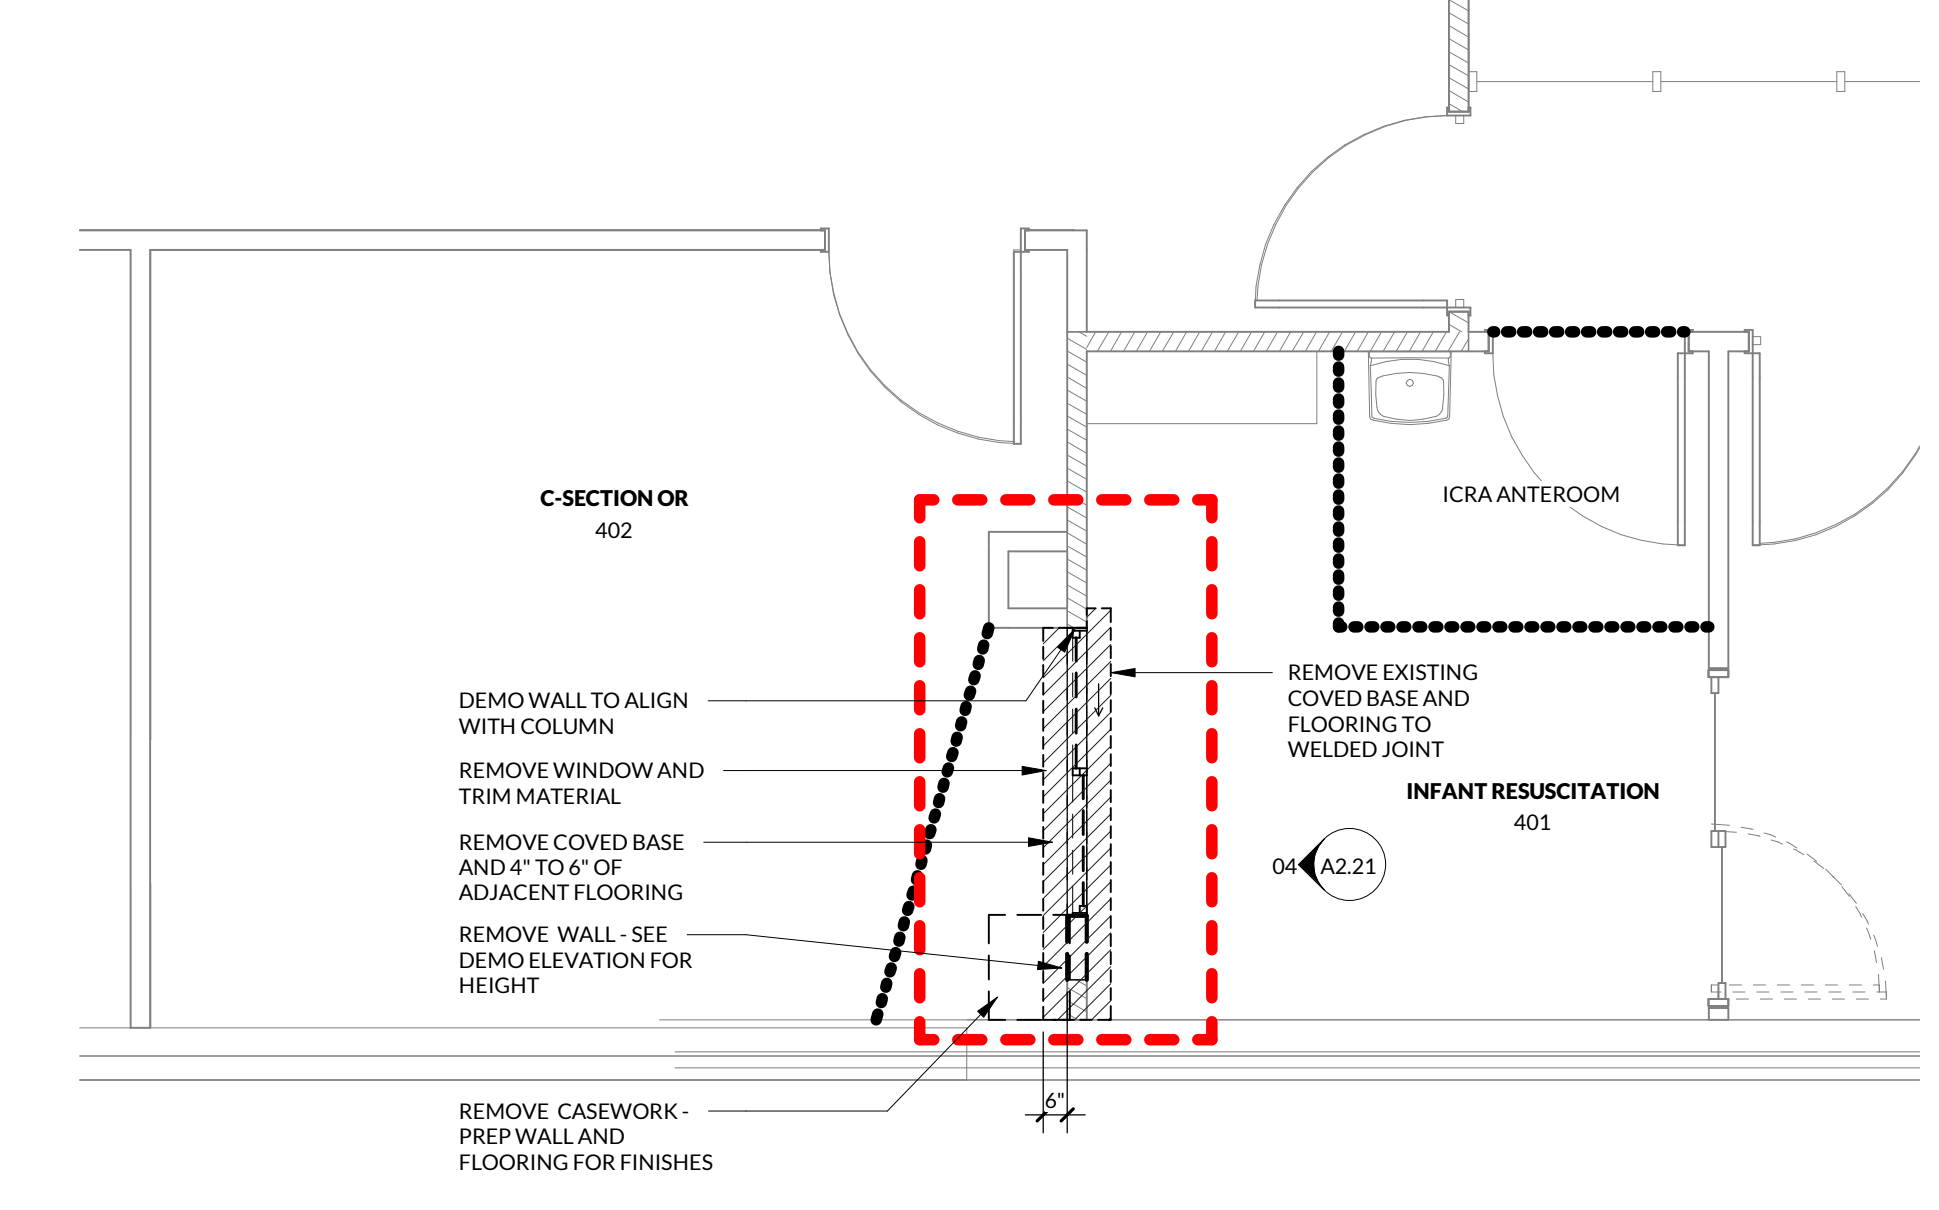 C-SECTION OR
402
ICRA ANTEROOM
DEMO WALL TO ALIGN
WITH COLUMN
REMOVE WINDOW AND
TRIM MATERIAL
REMOVE COVED BASE
AND 4" TO 6" OF
ADJACENT FLOORING
REMOVE WALL - SEE
DEMO ELEVATION FOR
HEIGHT
REMOVE CASEWORK -
PREP WALL AND
FLOORING FOR FINISHES
6"
REMOVE EXISTING
COVED BASE AND
FLOORING TO
WELDED JOINT
INFANT RESUSCITATION
401
04 A2.21